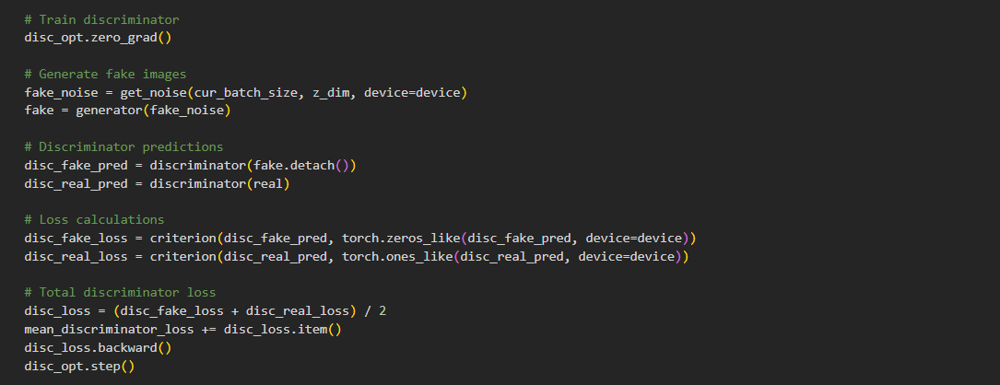 # Train discriminator
disc_opt.zero_grad()
# Generate fake images
fake_noise = get_noise(cur_batch_size, z_dim, device=device)
fake = generator(fake_noise)
# Discriminator predictions
disc_fake_pred = discriminator(fake.detach())
disc_real_pred = discriminator(real)
# Loss calculations
disc_fake_loss = criterion(disc_fake_pred, torch.zeros_like(disc_fake_pred, device=device))
disc_real_loss = criterion(disc_real_pred, torch.ones_like(disc_real_pred, device=device))
# Total discriminator loss
disc_loss = (disc_fake_loss + disc_real_loss) / 2
mean_discriminator_loss += disc_loss.item()
disc_loss.backward()
disc_opt.step()